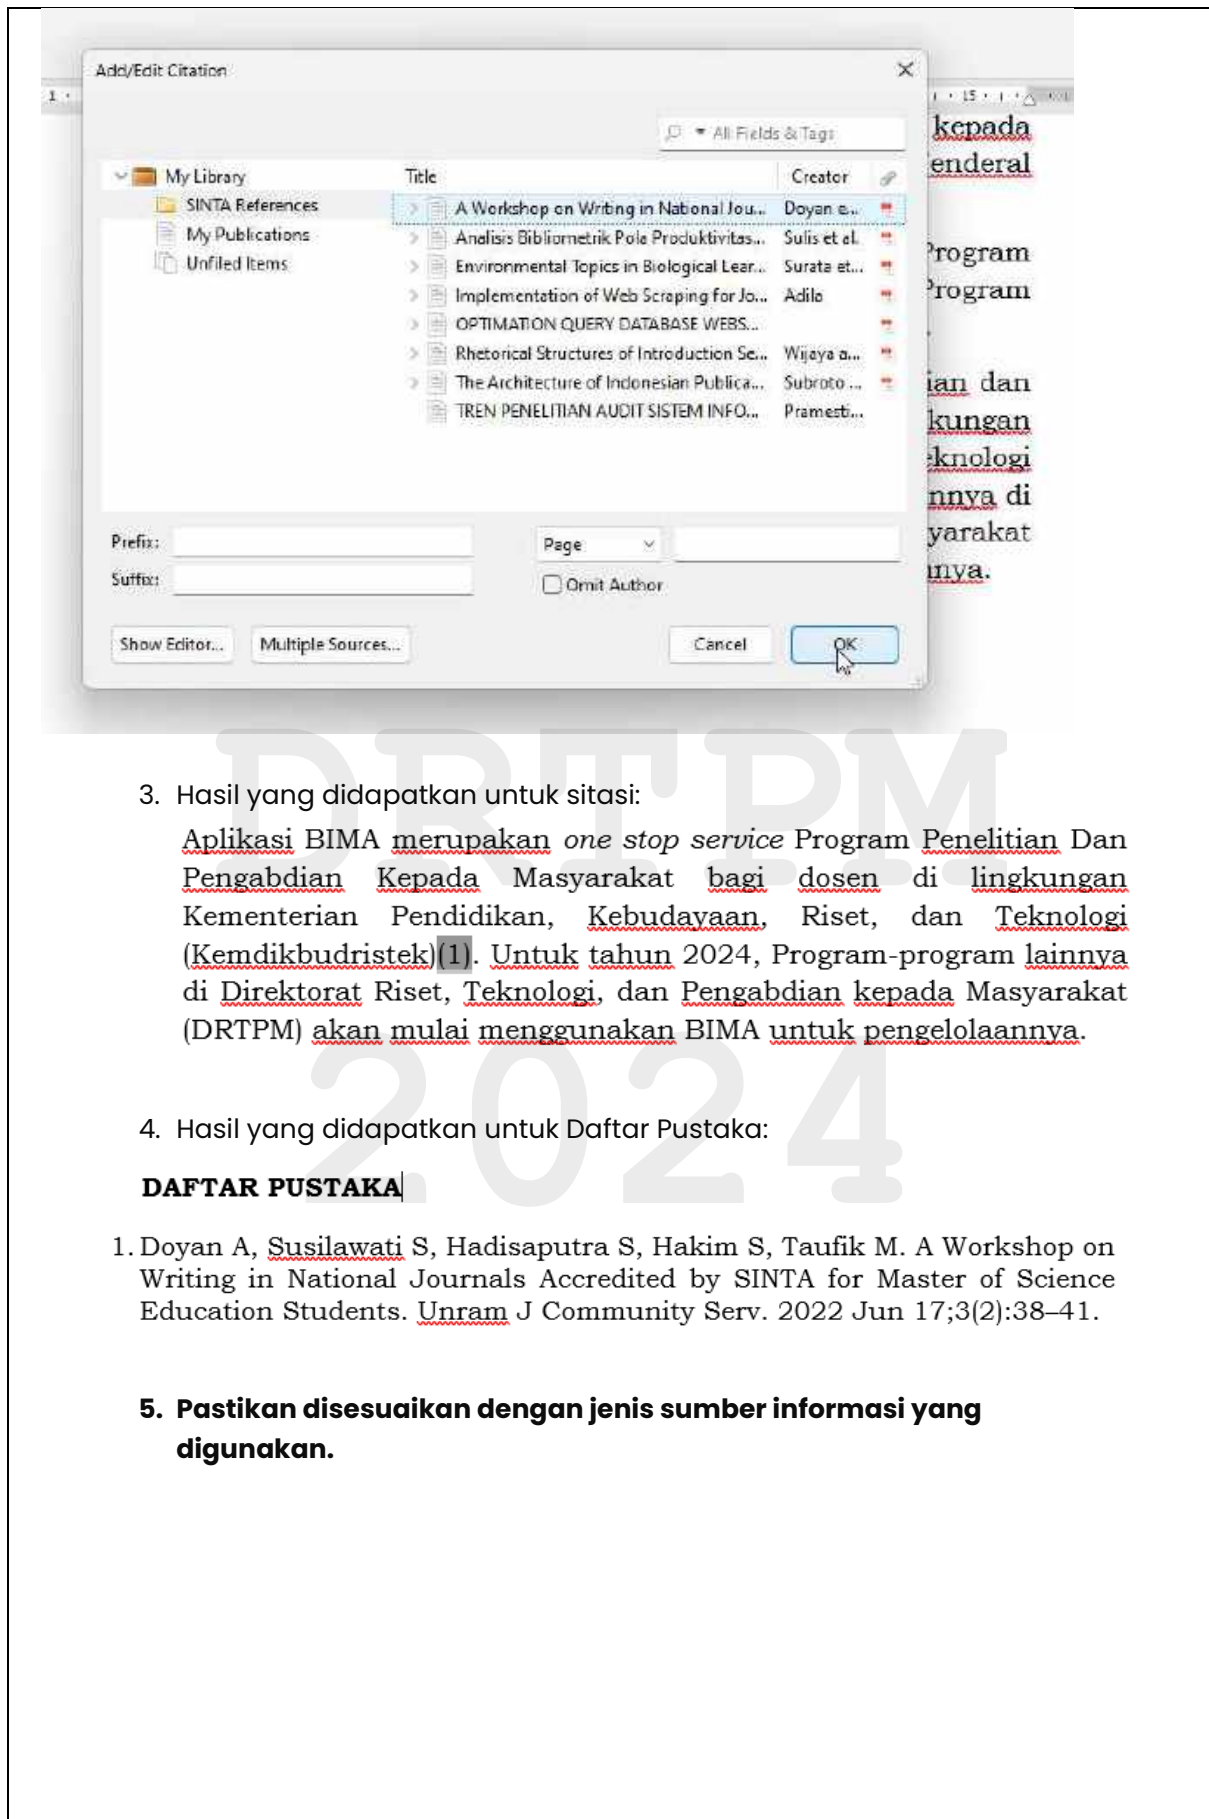 Add/Edit Citation
All Fields & Tags
My Library
SINTA References
My Publications
Unfiled Items
Title Creator
A Workshop on Writing in National Jou... Doyan e...
Analisis Bibliometrik Pola Produktivitas... Sulis et al.
Environmental Topics in Biological Lear... Surata et...
Implementation of Web Scraping for Jo... Adila
OPTIMATION QUERY DATABASE WEBS...
Rhetorical Structures of Introduction Se... Wijaya a...
The Architecture of Indonesian Publica... Subroto ...
TREN PENELITIAN AUDIT SISTEM INFO... Pramesti...
Prefix:
Page
Suffix:
Omit Author
Show Editor... Multiple Sources... Cancel OK
1
15
kepada
enderal
Program
Program
ian dan
kungan
eknologi
nnya di
yarakat
nnya.
DRTPM
2024
3. Hasil yang didapatkan untuk sitasi:
Aplikasi BIMA merupakan one stop service Program Penelitian Dan
Pengabdian Kepada Masyarakat bagi dosen di lingkungan
Kementerian Pendidikan, Kebudayaan, Riset, dan Teknologi
(Kemdikbudristek)(1). Untuk tahun 2024, Program-program lainnya
di Direktorat Riset, Teknologi, dan Pengabdian kepada Masyarakat
(DRTPM) akan mulai menggunakan BIMA untuk pengelolaannya.
4. Hasil yang didapatkan untuk Daftar Pustaka:
DAFTAR PUSTAKA
1. Doyan A, Susilawati S, Hadisaputra S, Hakim S, Taufik M. A Workshop on
Writing in National Journals Accredited by SINTA for Master of Science
Education Students. Unram J Community Serv. 2022 Jun 17;3(2):38–41.
5. Pastikan disesuaikan dengan jenis sumber informasi yang
digunakan.